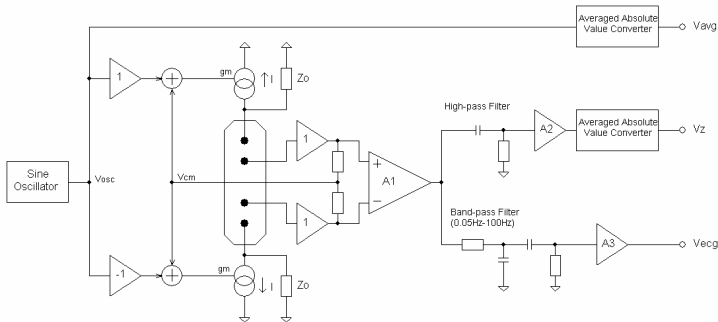 Averaged Absolute
Value Converter
Vavg
gm
I
Zo
1
High-pass Filter
A2
Averaged Absolute
Value Converter
Vz
1
Sine
Oscillator
Vosc
Vcm
+
A1
−
1
Band-pass Filter
(0.05Hz-100Hz)
A3
Vecg
-1
gm
I
Zo